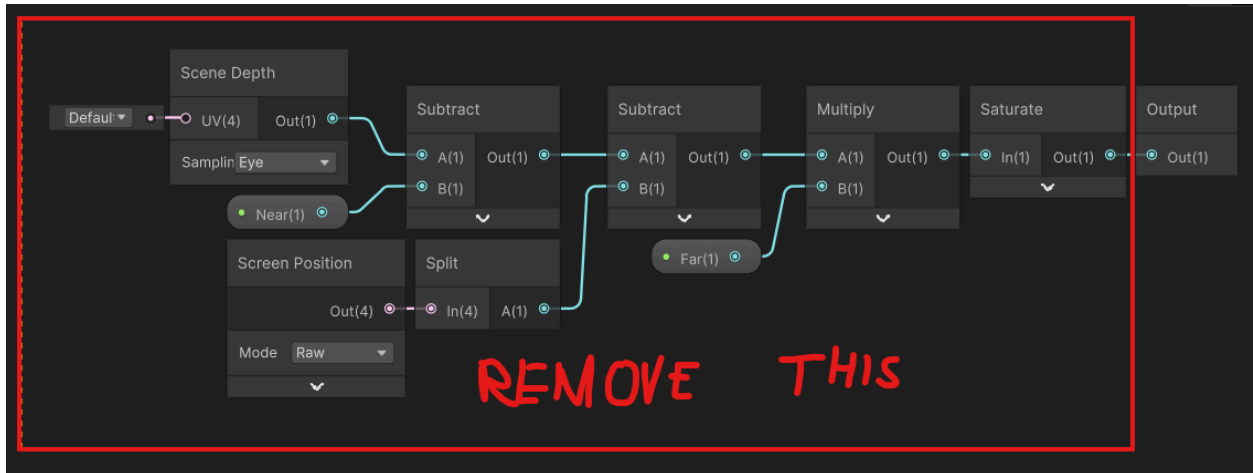 Scene Depth
Defaul
UV(4) Out(1)
Samplin Eye
Near(1)
Subtract
A(1) Out(1)
B(1)
Subtract
A(1) Out(1)
B(1)
Multiply
A(1) Out(1)
B(1)
Saturate
In(1) Out(1)
Output
Out(1)
Screen Position
Out(4)
Mode Raw
Split
In(4) A(1)
Far(1)
REMOVE THIS